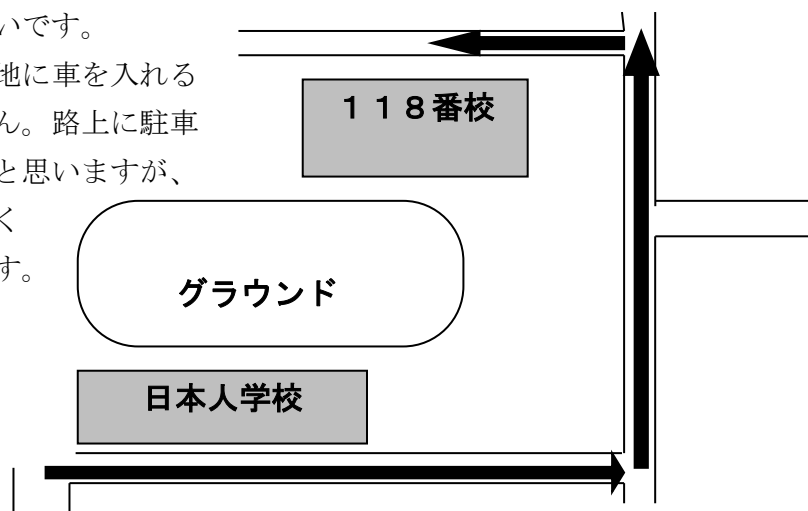 いです。
地に車を入れる
ん。路上に駐車
と思いますが、
く
す。
１１８番校
グラウンド
日本人学校